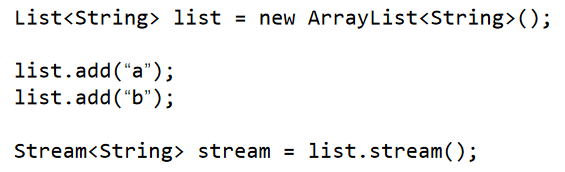 List<String> list = new ArrayList<String>();
list.add(“a”);
list.add(“b”);
Stream<String> stream = list.stream();